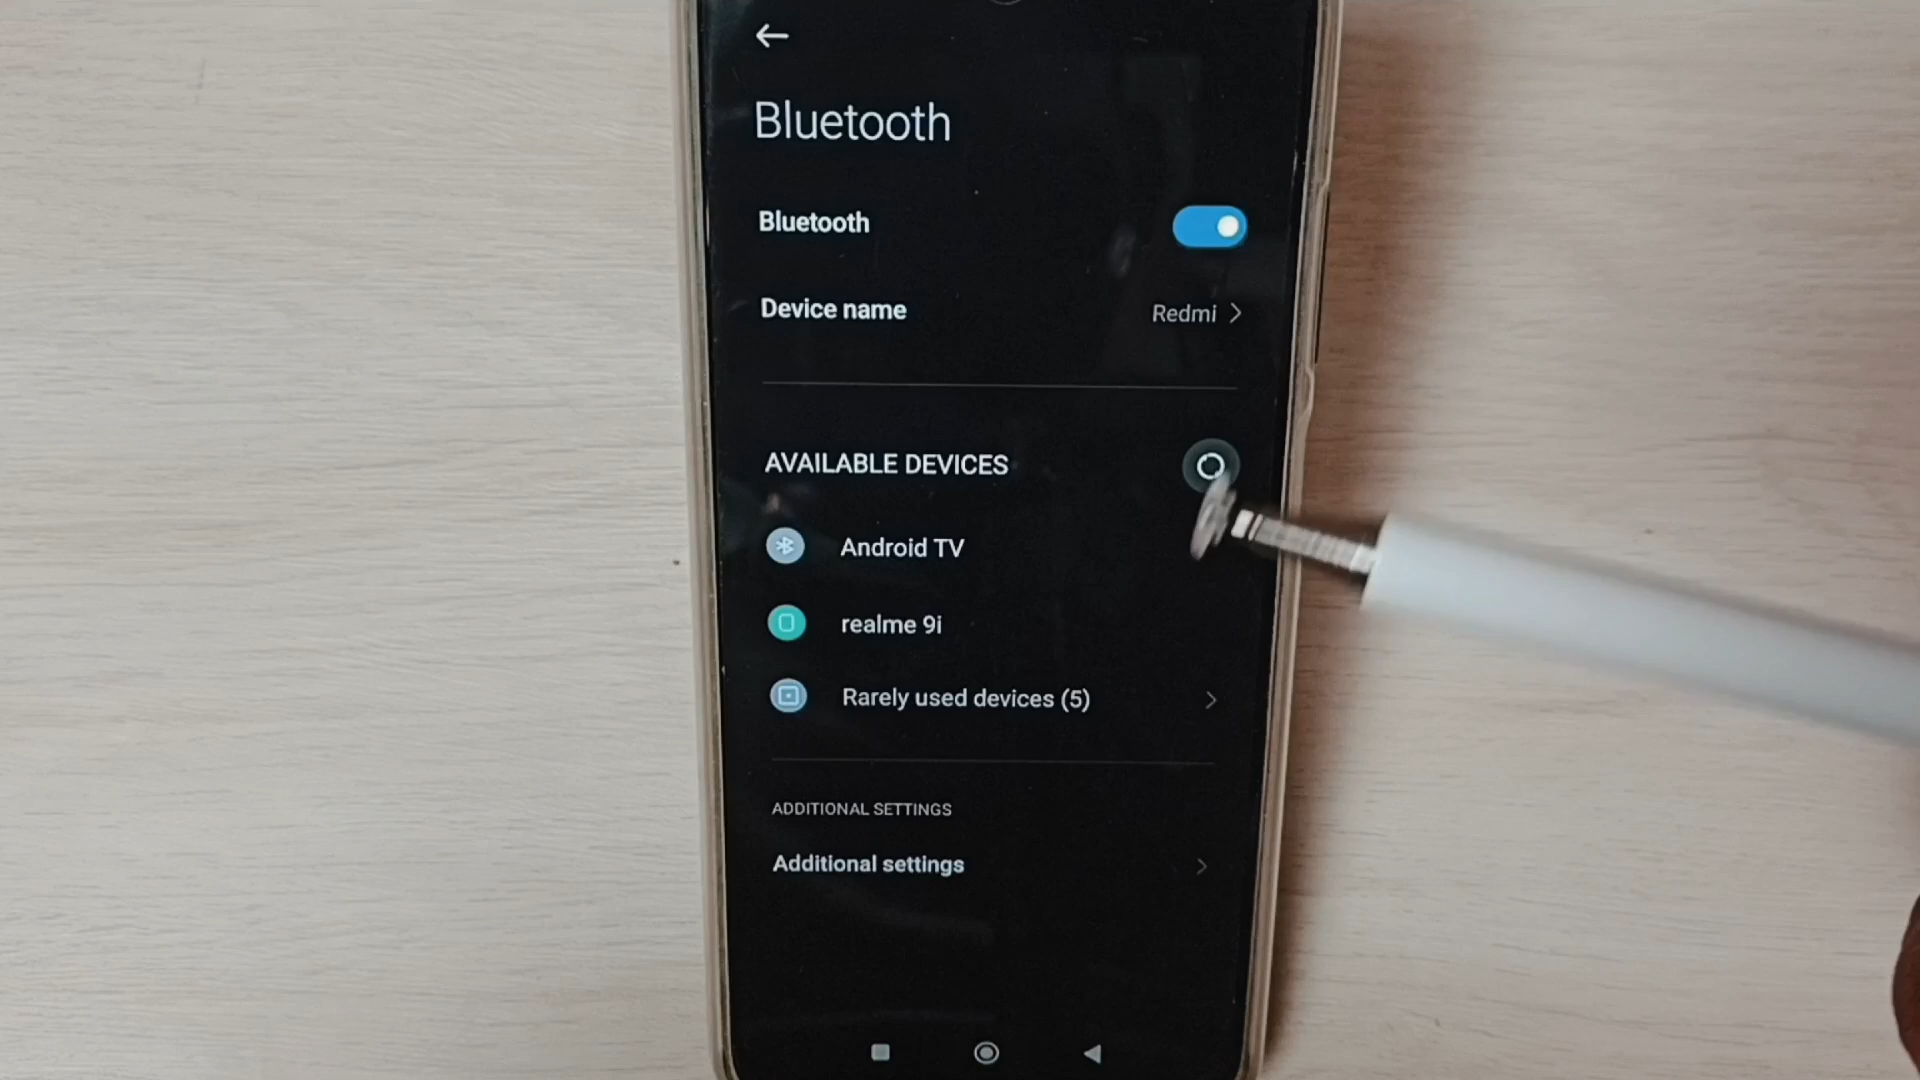 Bluetooth
Bluetooth
Device name
Redmi
AVAILABLE DEVICES
Android TV
realme 9i
Rarely used devices (5)
ADDITIONAL SETTINGS
Additional settings